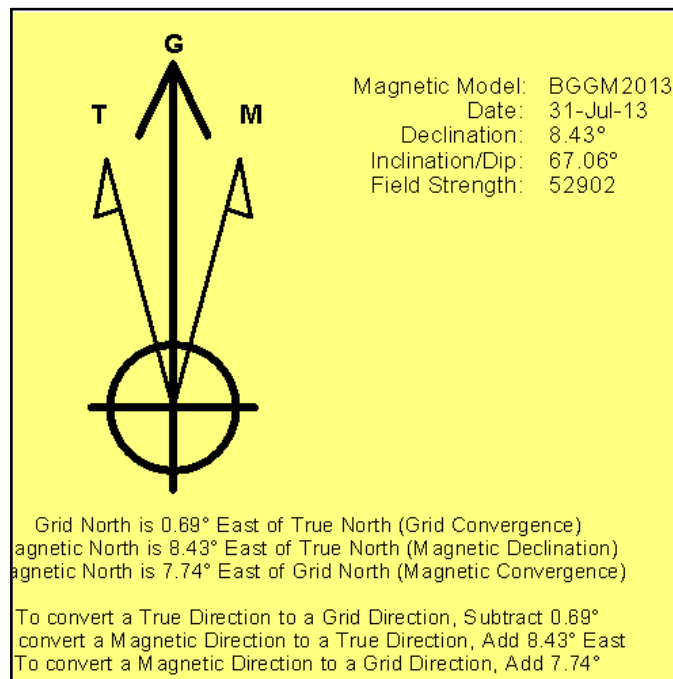 G
T
M
Magnetic Model: BGGM2013
Date: 31-Jul-13
Declination: 8.43°
Inclination/Dip: 67.06°
Field Strength: 52902
Grid North is 0.69° East of True North (Grid Convergence)
agnetic North is 8.43° East of True North (Magnetic Declination)
agnetic North is 7.74° East of Grid North (Magnetic Convergence)
To convert a True Direction to a Grid Direction, Subtract 0.69°
convert a Magnetic Direction to a True Direction, Add 8.43° East
To convert a Magnetic Direction to a Grid Direction, Add 7.74°